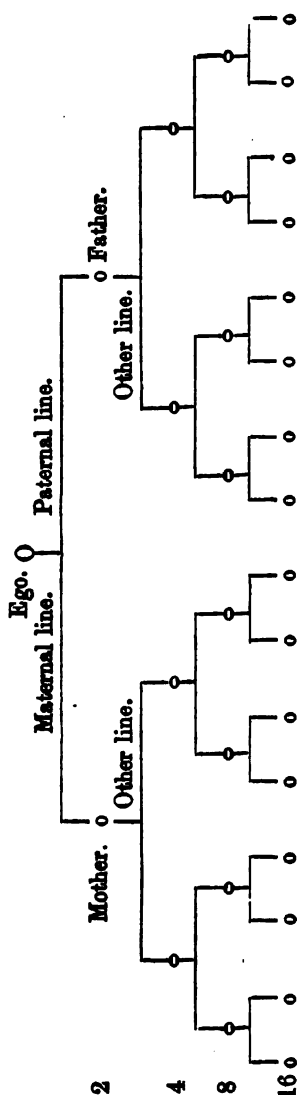 Ego.
Maternal line. Paternal line.
2 Mother. Father.
Other line. Other line.
4
8
16